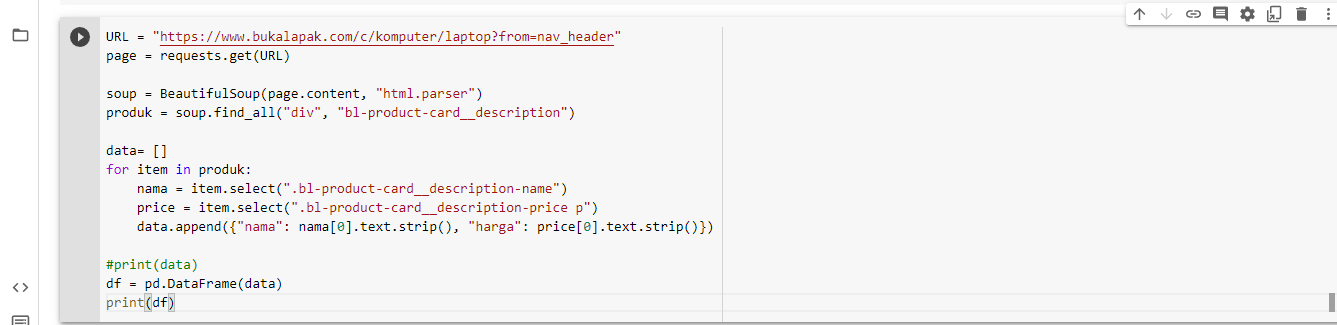 URL = "https://www.bukalapak.com/c/komputer/laptop?from=nav_header"
page = requests.get(URL)
soup = BeautifulSoup(page.content, "html.parser")
produk = soup.find_all("div", "bl-product-card__description")
data= []
for item in produk:
    nama = item.select(".bl-product-card__description-name")
    price = item.select(".bl-product-card__description-price p")
    data.append({"nama": nama[0].text.strip(), "harga": price[0].text.strip()})
#print(data)
df = pd.DataFrame(data)
print(df)